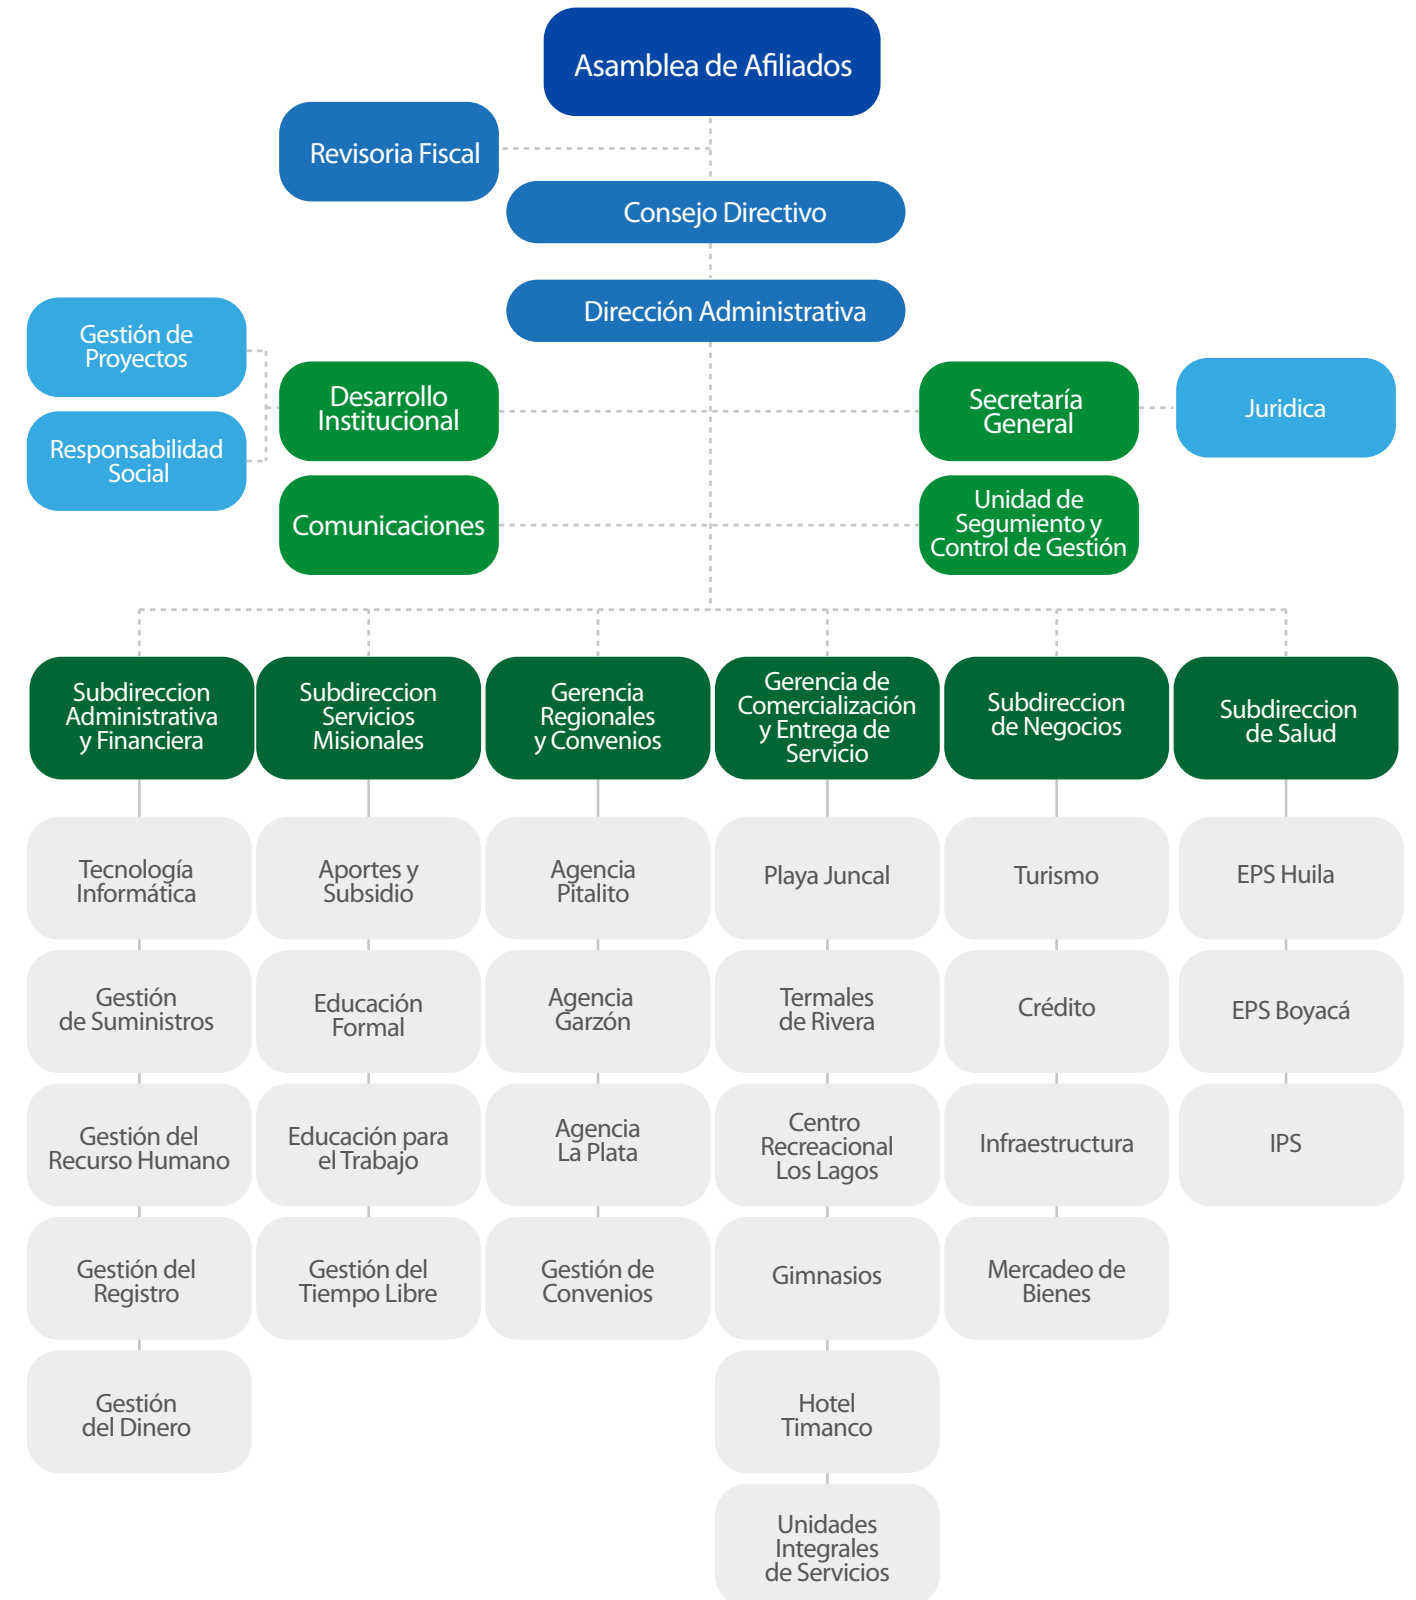 Asamblea de Afiliados
Revisoria Fiscal
Consejo Directivo
Dirección Administrativa
Gestión de
Proyectos
Responsabilidad
Social
Desarrollo
Institucional
Comunicaciones
Secretaría
General
Juridica
Unidad de
Segumiento y
Control de Gestión
Subdireccion
Administrativa
y Financiera
Tecnología
Informática
Gestión
de Suministros
Gestión del
Recurso Humano
Gestión del
Registro
Gestión
del Dinero
Subdireccion
Servicios
Misionales
Aportes y
Subsidio
Educación
Formal
Educación para
el Trabajo
Gestión del
Tiempo Libre
Gerencia
Regionales
y Convenios
Agencia
Pitalito
Agencia
Garzón
Agencia
La Plata
Gestión de
Convenios
Gerencia de
Comercialización
y Entrega de
Servicio
Playa Juncal
Termales
de Rivera
Centro
Recreacional
Los Lagos
Gimnasios
Hotel
Timanco
Unidades
Integrales
de Servicios
Subdireccion
de Negocios
Turismo
Crédito
Infraestructura
Mercadeo de
Bienes
Subdireccion
de Salud
EPS Huila
EPS Boyacá
IPS